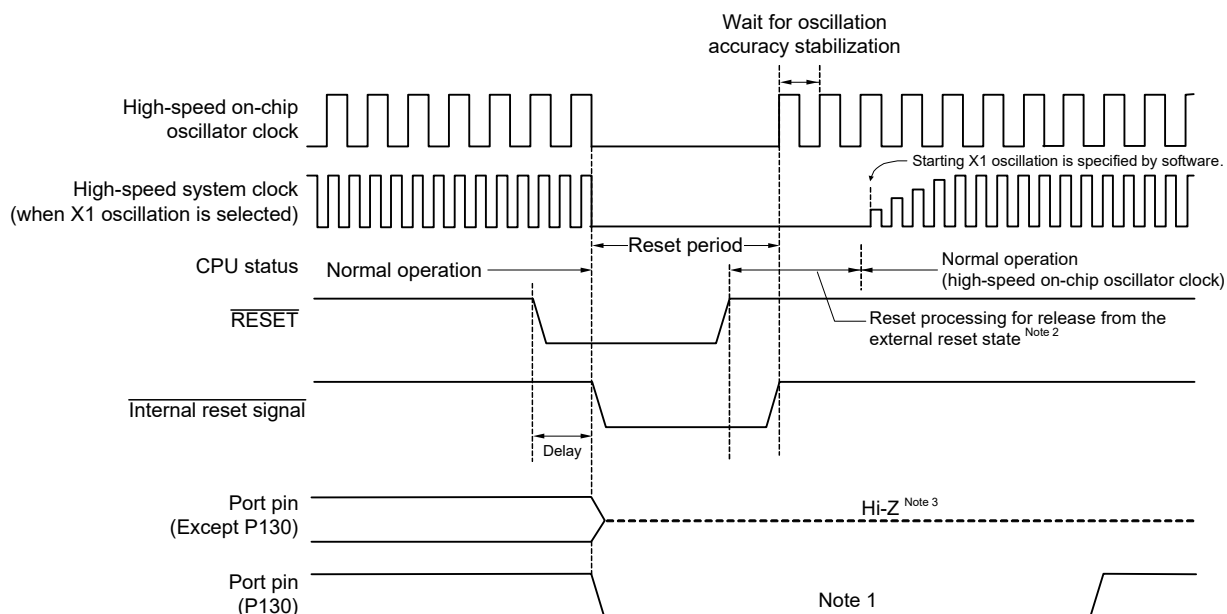 Wait for oscillation
accuracy stabilization
High-speed on-chip
oscillator clock
Starting X1 oscillation is specified by software.
High-speed system clock
(when X1 oscillation is selected)
Reset period
CPU status
Normal operation
Normal operation
(high-speed on-chip oscillator clock)
RESET
Reset processing for release from the
external reset state Note 2
Internal reset signal
Delay
Port pin
(Except P130)
Hi-Z Note 3
Port pin
(P130)
Note 1